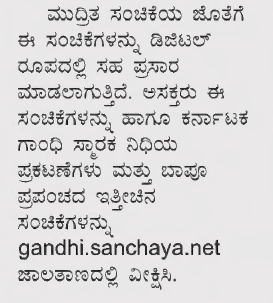 ಮುದ್ರಿತ ಸಂಚಿಕೆಯ ಜೊತೆಗೆ
ಈ ಸಂಚಿಕೆಗಳನ್ನು ಡಿಜಿಟಲ್
ರೂಪದಲ್ಲಿ ಸಹ ಪ್ರಸಾರ
ಮಾಡಲಾಗುತ್ತಿದೆ. ಅಸಕ್ತರು ಈ
ಸಂಚಿಕೆಗಳನ್ನು ಹಾಗೂ ಕರ್ನಾಟಕ
ಗಾಂಧಿ ಸ್ಮಾರಕ ನಿಧಿಯ
ಪ್ರಕಟಣೆಗಳು ಮತ್ತು ಬಾಪೂ
ಪ್ರಪಂಚದ ಇತ್ತೀಚಿನ
ಸಂಚಿಕೆಗಳನ್ನು
gandhi.sanchaya.net
ಜಾಲತಾಣದಲ್ಲಿ ವೀಕ್ಷಿಸಿ.